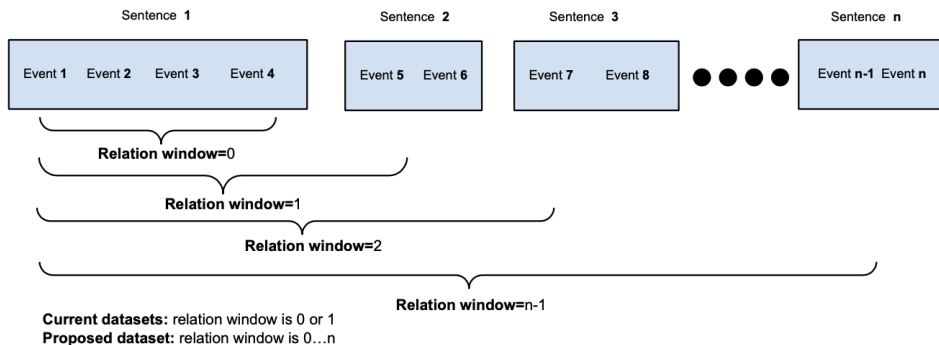 Sentence 1 Sentence 2 Sentence 3 Sentence n
Event 1 Event 2 Event 3 Event 4 Event 5 Event 6 Event 7 Event 8 Event n-1 Event n
Relation window=0
Relation window=1
Relation window=2
Relation window=n-1
Current datasets: relation window is 0 or 1
Proposed dataset: relation window is 0...n